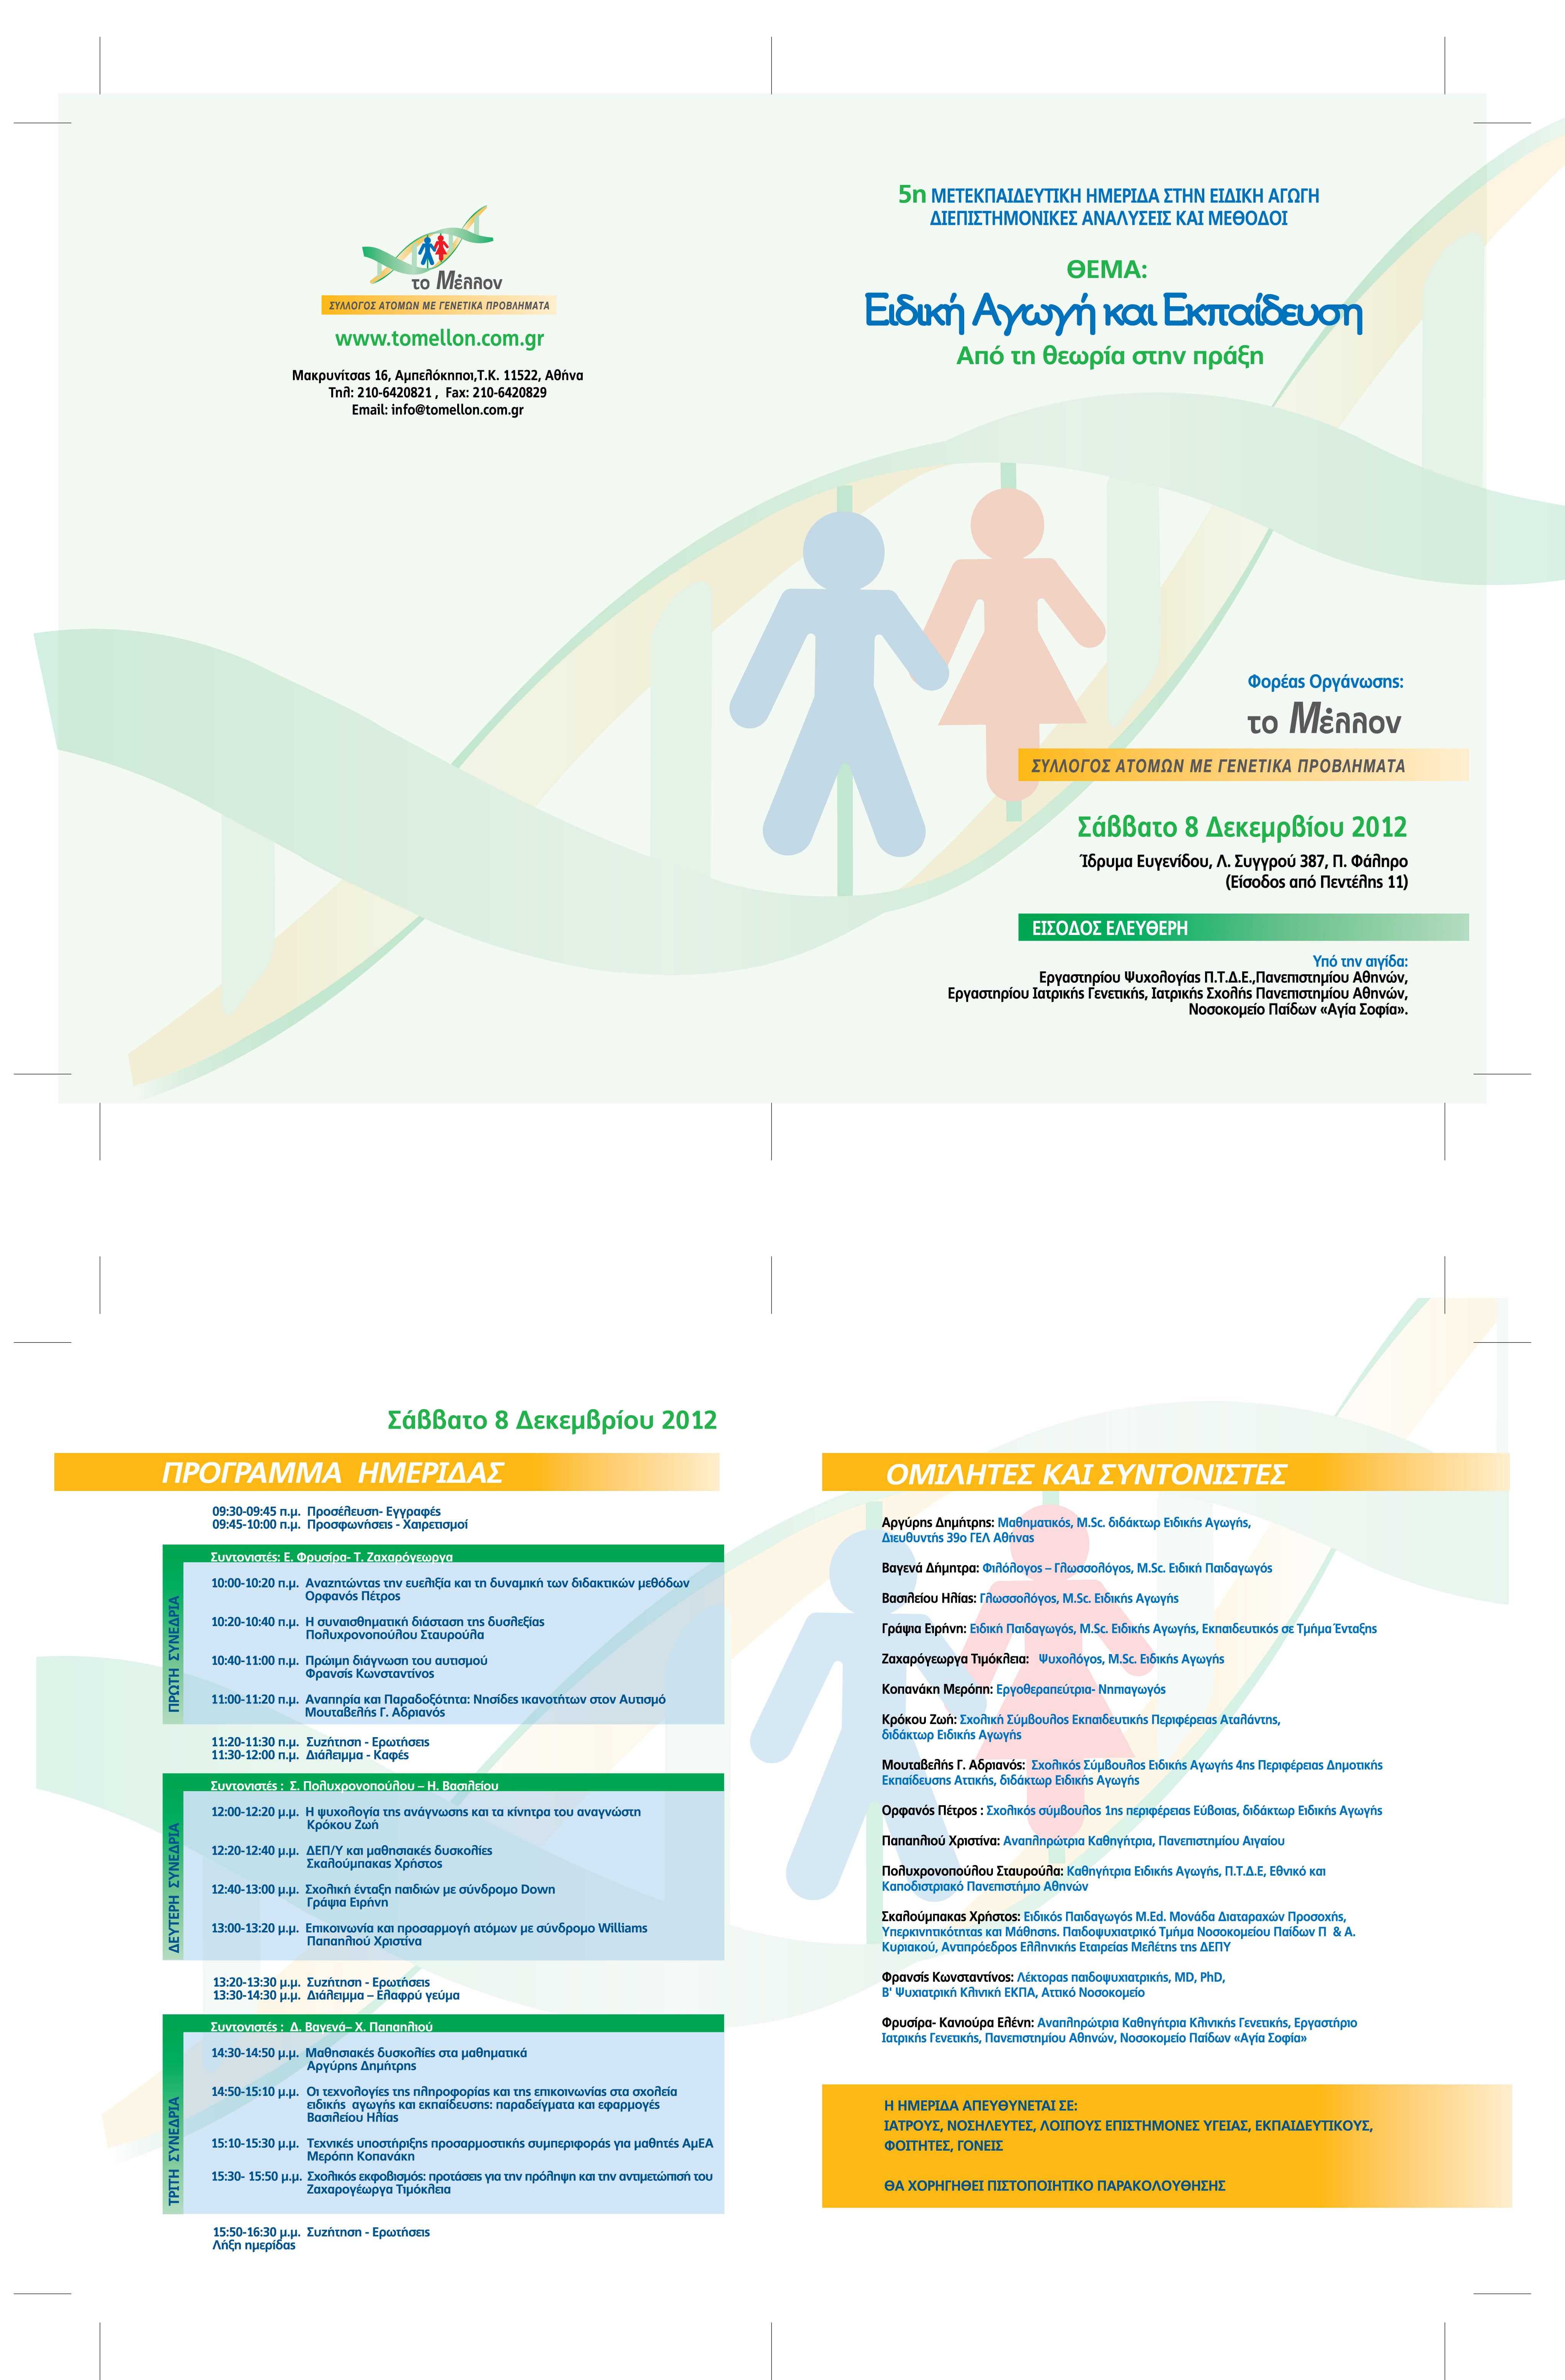 το Μέλλον
ΣΥΛΛΟΓΟΣ ΑΤΟΜΩΝ ΜΕ ΓΕΝΕΤΙΚΑ ΠΡΟΒΛΗΜΑΤΑ
www.tomellon.com.gr
Μακρυνίτσας 16, Αμπελόκηποι,Τ.Κ. 11522, Αθήνα
Τηλ: 210-6420821 , Fax: 210-6420829
Email: info@tomellon.com.gr
5η ΜΕΤΕΚΠΑΙΔΕΥΤΙΚΗ ΗΜΕΡΙΔΑ ΣΤΗΝ ΕΙΔΙΚΗ ΑΓΩΓΗ
ΔΙΕΠΙΣΤΗΜΟΝΙΚΕΣ ΑΝΑΛΥΣΕΙΣ ΚΑΙ ΜΕΘΟΔΟΙ
ΘΕΜΑ:
Ειδική Αγωγή και Εκπαίδευση
Από τη θεωρία στην πράξη
Φορέας Οργάνωσης:
το Μέλλον
ΣΥΛΛΟΓΟΣ ΑΤΟΜΩΝ ΜΕ ΓΕΝΕΤΙΚΑ ΠΡΟΒΛΗΜΑΤΑ
Σάββατο 8 Δεκεμρβίου 2012
Ίδρυμα Ευγενίδου, Λ. Συγγρού 387, Π. Φάληρο
(Είσοδος από Πεντέλης 11)
ΕΙΣΟΔΟΣ ΕΛΕΥΘΕΡΗ
Υπό την αιγίδα:
Εργαστηρίου Ψυχολογίας Π.Τ.Δ.Ε.,Πανεπιστημίου Αθηνών,
Εργαστηρίου Ιατρικής Γενετικής, Ιατρικής Σχολής Πανεπιστημίου Αθηνών,
Νοσοκομείο Παίδων «Αγία Σοφία».
Σάββατο 8 Δεκεμβρίου 2012
ΠΡΟΓΡΑΜΜΑ ΗΜΕΡΙΔΑΣ
09:30-09:45 π.μ. Προσέλευση- Εγγραφές
09:45-10:00 π.μ. Προσφωνήσεις - Χαιρετισμοί
ΠΡΩΤΗ ΣΥΝΕΔΡΙΑ
Συντονιστές: Ε. Φρυσίρα- Τ. Ζαχαρόγεωργα
10:00-10:20 π.μ. Αναζητώντας την ευελιξία και τη δυναμική των διδακτικών μεθόδων
Ορφανός Πέτρος
10:20-10:40 π.μ. Η συναισθηματική διάσταση της δυσλεξίας
Πολυχρονοπούλου Σταυρούλα
10:40-11:00 π.μ. Πρώιμη διάγνωση του αυτισμού
Φρανσίς Κωνσταντίνος
11:00-11:20 π.μ. Αναπηρία και Παραδοξότητα: Νησίδες ικανοτήτων στον Αυτισμό
Μουταβελής Γ. Αδριανός
11:20-11:30 π.μ. Συζήτηση - Ερωτήσεις
11:30-12:00 π.μ. Διάλειμμα - Καφές
ΔΕΥΤΕΡΗ ΣΥΝΕΔΡΙΑ
Συντονιστές : Σ. Πολυχρονοπούλου – Η. Βασιλείου
12:00-12:20 μ.μ. Η ψυχολογία της ανάγνωσης και τα κίνητρα του αναγνώστη
Κρόκου Ζωή
12:20-12:40 μ.μ. ΔΕΠ/Υ και μαθησιακές δυσκολίες
Σκαλούμπακας Χρήστος
12:40-13:00 μ.μ. Σχολική ένταξη παιδιών με σύνδρομο Down
Γράψια Ειρήνη
13:00-13:20 μ.μ. Επικοινωνία και προσαρμογή ατόμων με σύνδρομο Williams
Παπαηλιού Χριστίνα
13:20-13:30 μ.μ. Συζήτηση - Ερωτήσεις
13:30-14:30 μ.μ. Διάλειμμα – Ελαφρύ γεύμα
ΤΡΙΤΗ ΣΥΝΕΔΡΙΑ
Συντονιστές : Δ. Βαγενά– Χ. Παπαηλιού
14:30-14:50 μ.μ. Μαθησιακές δυσκολίες στα μαθηματικά
Αργύρης Δημήτρης
14:50-15:10 μ.μ. Οι τεχνολογίες της πληροφορίας και της επικοινωνίας στα σχολεία
ειδικής αγωγής και εκπαίδευσης: παραδείγματα και εφαρμογές
Βασιλείου Ηλίας
15:10-15:30 μ.μ. Τεχνικές υποστήριξης προσαρμοστικής συμπεριφοράς για μαθητές ΑμΕΑ
Μερόπη Κοπανάκη
15:30- 15:50 μ.μ. Σχολικός εκφοβισμός: προτάσεις για την πρόληψη και την αντιμετώπισή του
Ζαχαρογέωργα Τιμόκλεια
15:50-16:30 μ.μ. Συζήτηση - Ερωτήσεις
Λήξη ημερίδας
ΟΜΙΛΗΤΕΣ ΚΑΙ ΣΥΝΤΟΝΙΣΤΕΣ
Αργύρης Δημήτρης: Μαθηματικός, M.Sc. διδάκτωρ Ειδικής Αγωγής,
Διευθυντής 39ο ΓΕΛ Αθήνας
Βαγενά Δήμητρα: Φιλόλογος – Γλωσσολόγος, M.Sc. Ειδική Παιδαγωγός
Βασιλείου Ηλίας: Γλωσσολόγος, M.Sc. Ειδικής Αγωγής
Γράψια Ειρήνη: Ειδική Παιδαγωγός, M.Sc. Ειδικής Αγωγής, Εκπαιδευτικός σε Τμήμα Ένταξης
Ζαχαρόγεωργα Τιμόκλεια: Ψυχολόγος, M.Sc. Ειδικής Αγωγής
Κοπανάκη Μερόπη: Εργοθεραπεύτρια- Νηπιαγωγός
Κρόκου Ζωή: Σχολική Σύμβουλος Εκπαιδευτικής Περιφέρειας Αταλάντης,
διδάκτωρ Ειδικής Αγωγής
Μουταβελής Γ. Αδριανός: Σχολικός Σύμβουλος Ειδικής Αγωγής 4ης Περιφέρειας Δημοτικής
Εκπαίδευσης Αττικής, διδάκτωρ Ειδικής Αγωγής
Ορφανός Πέτρος : Σχολικός σύμβουλος 1ης περιφέρειας Εύβοιας, διδάκτωρ Ειδικής Αγωγής
Παπαηλιού Χριστίνα: Αναπληρώτρια Καθηγήτρια, Πανεπιστημίου Αιγαίου
Πολυχρονοπούλου Σταυρούλα: Καθηγήτρια Ειδικής Αγωγής, Π.Τ.Δ.Ε, Εθνικό και
Καποδιστριακό Πανεπιστήμιο Αθηνών
Σκαλούμπακας Χρήστος: Ειδικός Παιδαγωγός M.Ed. Μονάδα Διαταραχών Προσοχής,
Υπερκινητικότητας και Μάθησης. Παιδοψυχιατρικό Τμήμα Νοσοκομείου Παίδων Π & Α.
Κυριακού, Αντιπρόεδρος Ελληνικής Εταιρείας Μελέτης της ΔΕΠΥ
Φρανσίς Κωνσταντίνος: Λέκτορας παιδοψυχιατρικής, MD, PhD,
Β' Ψυχιατρική Κλινική ΕΚΠΑ, Αττικό Νοσοκομείο
Φρυσίρα- Κανιούρα Ελένη: Αναπληρώτρια Καθηγήτρια Κλινικής Γενετικής, Εργαστήριο
Ιατρικής Γενετικής, Πανεπιστημίου Αθηνών, Νοσοκομείο Παίδων «Αγία Σοφία»
Η ΗΜΕΡΙΔΑ ΑΠΕΥΘΥΝΕΤΑΙ ΣΕ:
ΙΑΤΡΟΥΣ, ΝΟΣΗΛΕΥΤΕΣ, ΛΟΙΠΟΥΣ ΕΠΙΣΤΗΜΟΝΕΣ ΥΓΕΙΑΣ, ΕΚΠΑΙΔΕΥΤΙΚΟΥΣ,
ΦΟΙΤΗΤΕΣ, ΓΟΝΕΙΣ
ΘΑ ΧΟΡΗΓΗΘΕΙ ΠΙΣΤΟΠΟΙΗΤΙΚΟ ΠΑΡΑΚΟΛΟΥΘΗΣΗΣ